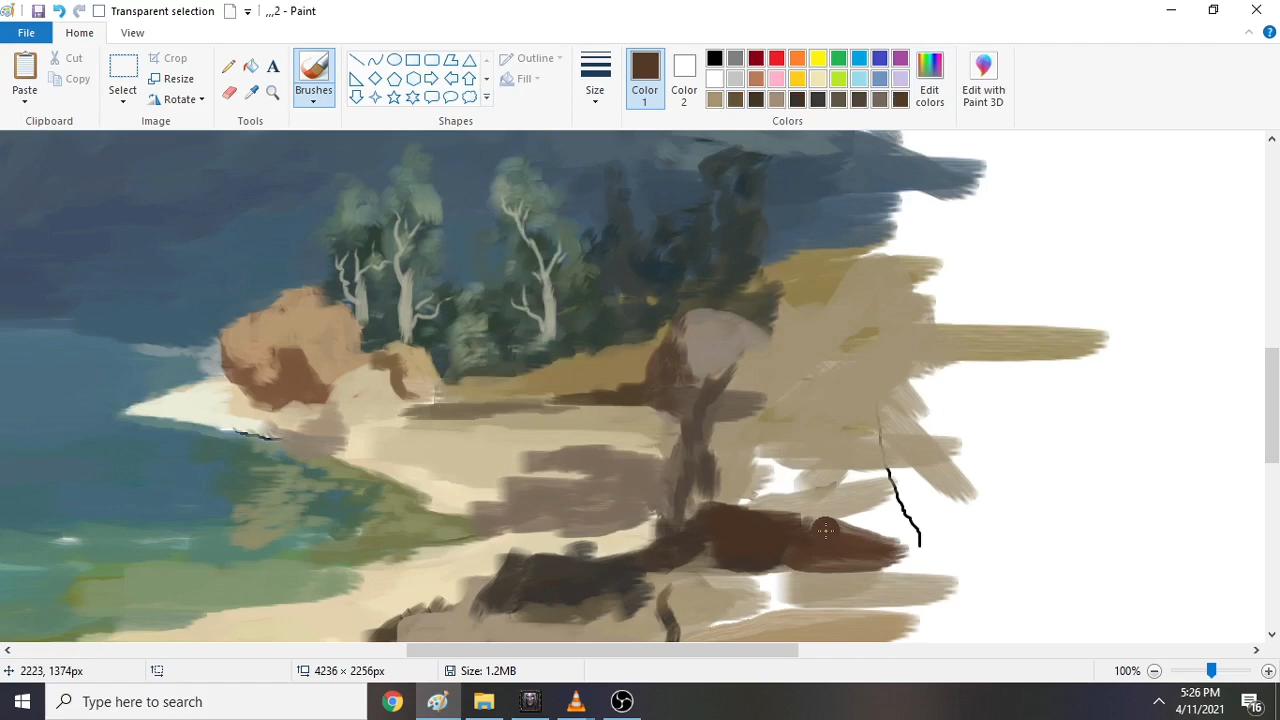 Transparent selection
,,,2 - Paint
File
Home
View
Paste
Cut
Copy
Clipboard
Select
Crop
Resize
Rotate
Image
A
Tools
Brushes
Outline
Fill
Shapes
Size
Color
1
Color
2
Edit
colors
Colors
Edit with
Paint 3D
2223, 1374px
4236 × 2256px
Size: 1.2MB
100%
Type here to search
5:26 PM
4/11/2021
16